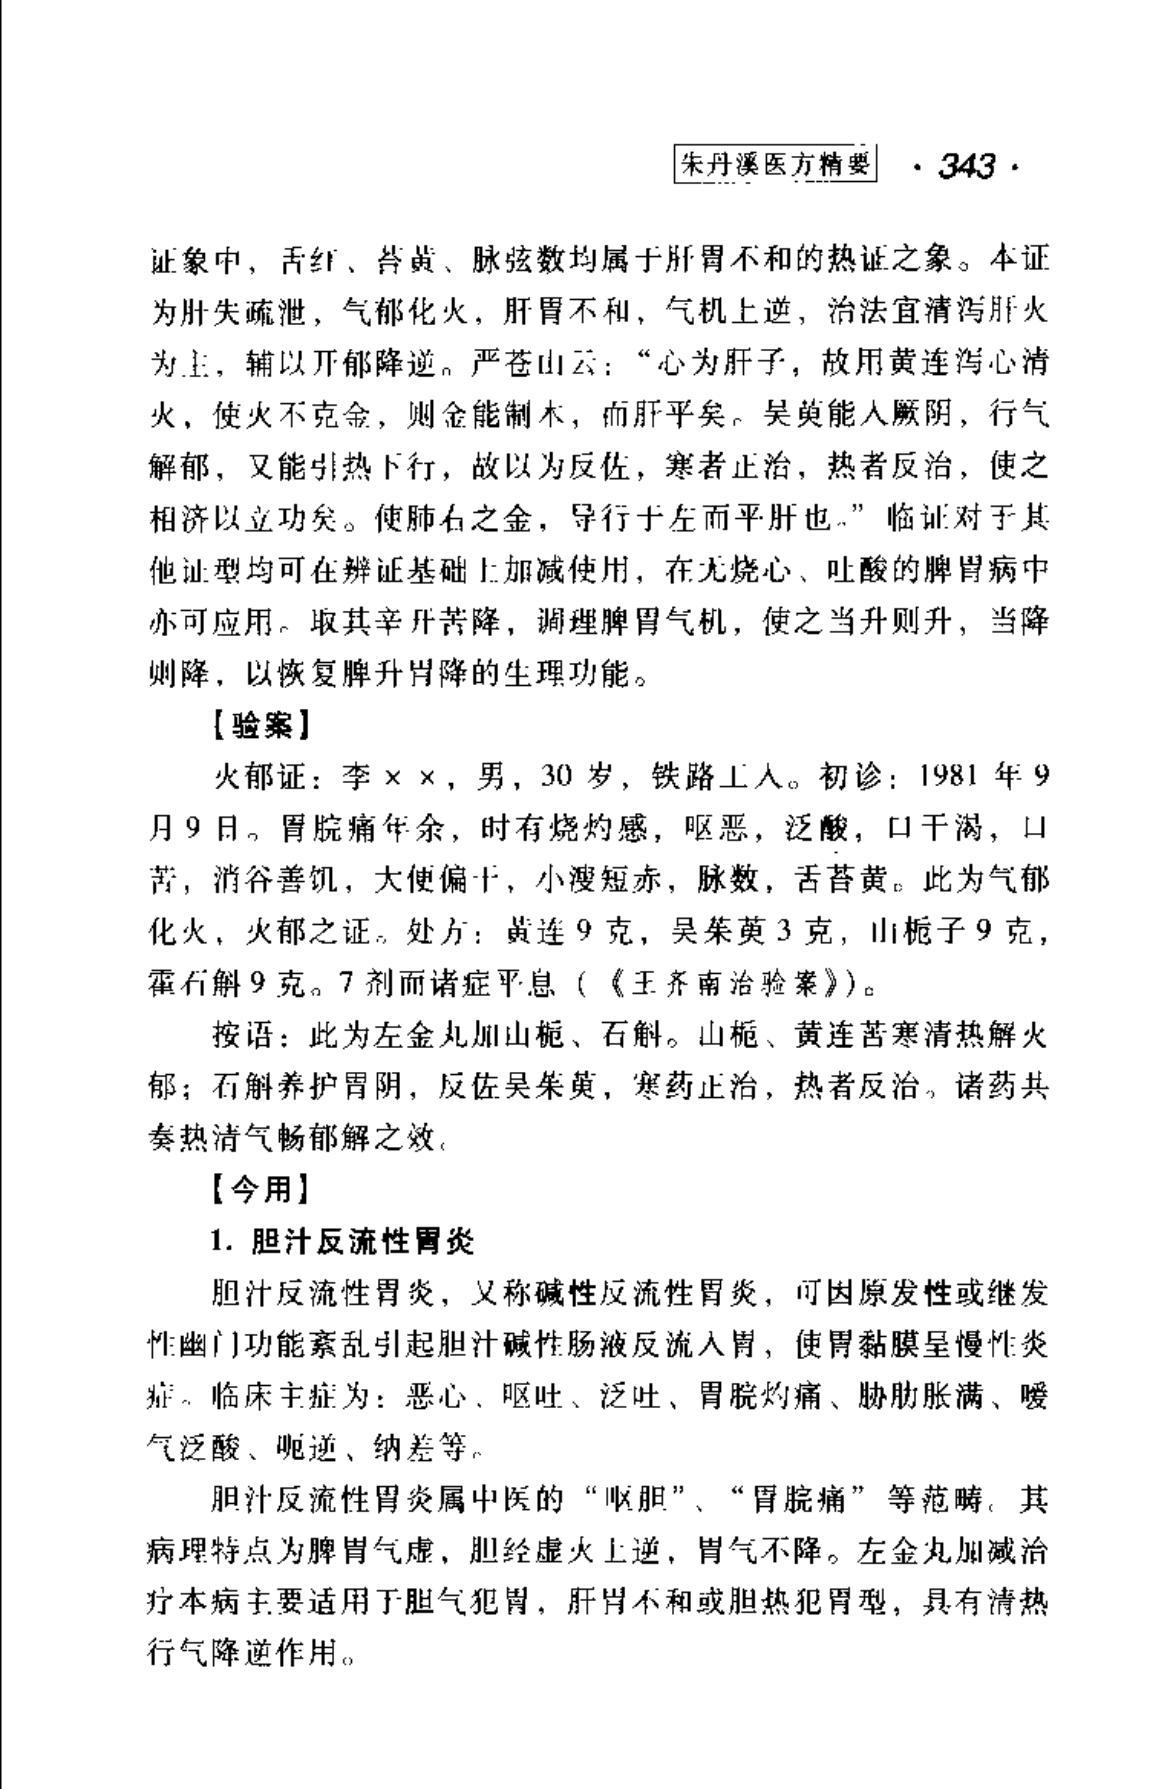 朱丹溪医方精要 · 343 ·
证象中，舌红、苔黄、脉弦数均属于肝胃不和的热证之象。本证
为肝失疏泄，气郁化火，肝胃不和，气机上逆，治法宜清泻肝火
为主，辅以开郁降逆。严苍山云：“心为肝子，故用黄连泻心清
火，使火不克金，则金能制木，而肝平矣。吴萸能入厥阴，行气
解郁，又能引热下行，故以为反佐，寒者正治，热者反治，使之
相济以立功矣。使肺右之金，导行于左而平肝也。”临证对于其
他证型均可在辨证基础上加减使用，在无烧心、吐酸的脾胃病中
亦可应用。取其辛开苦降，调理脾胃气机，使之当升则升，当降
则降，以恢复脾升胃降的生理功能。
【验案】
火郁证：李××，男，30 岁，铁路工人。初诊：1981 年 9
月 9 日。胃脘痛年余，时有烧灼感，呕恶，泛酸，口干渴，口
苦，消谷善饥，大便偏干，小溲短赤，脉数，舌苔黄。此为气郁
化火，火郁之证。处方：黄连 9 克，吴茱萸 3 克，山栀子 9 克，
霍石斛 9 克。7 剂而诸症平息（《王齐南治验案》）。
按语：此为左金丸加山栀、石斛。山栀、黄连苦寒清热解火
郁；石斛养护胃阴，反佐吴朱萸，寒药正治，热者反治。诸药共
奏热清气畅郁解之效。
【今用】
1. 胆汁反流性胃炎
胆汁反流性胃炎，又称碱性反流性胃炎，可因原发性或继发
性幽门功能紊乱引起胆汁碱性肠液反流入胃，使胃黏膜呈慢性炎
症。临床主症为：恶心、呕吐、泛吐、胃脘灼痛、胁肋胀满、嗳
气泛酸、呃逆、纳差等。
胆汁反流性胃炎属中医的“呕胆”、“胃脘痛”等范畴。其
病理特点为脾胃气虚，胆经虚火上逆，胃气不降。左金丸加减治
疗本病主要适用于胆气犯胃，肝胃不和或胆热犯胃型，具有清热
行气降逆作用。